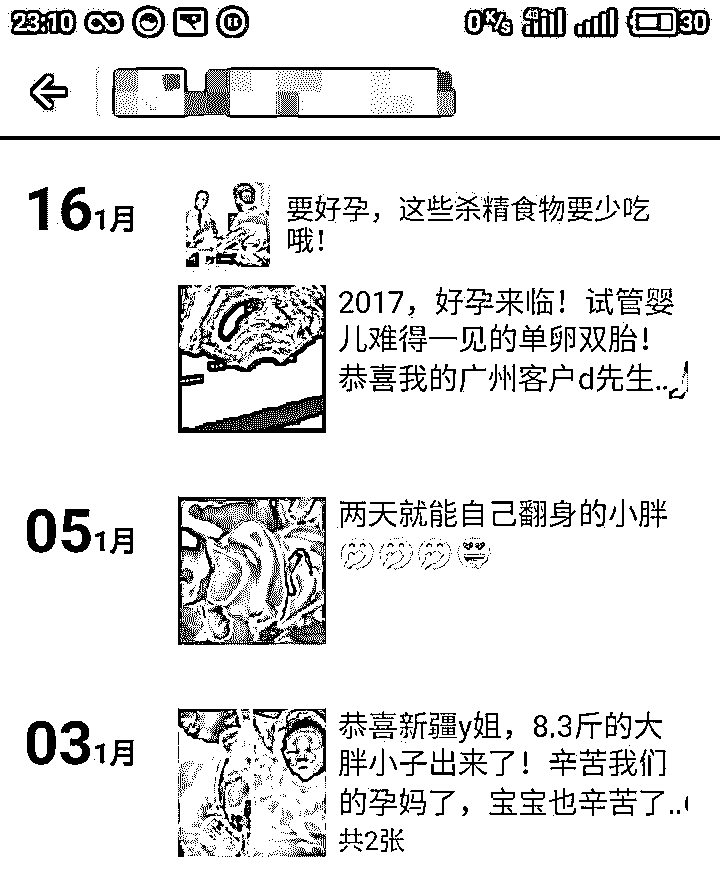 23:10
0K/s
30
16 1月
要好孕，这些杀精食物要少吃
哦！
2017，好孕来临！试管婴
儿难得一见的单卵双胎！
恭喜我的广州客户d先生...
05 1月
两天就能自己翻身的小胖
03 1月
恭喜新疆y姐，8.3斤的大
胖小子出来了！辛苦我们
的孕妈了，宝宝也辛苦了...
共2张